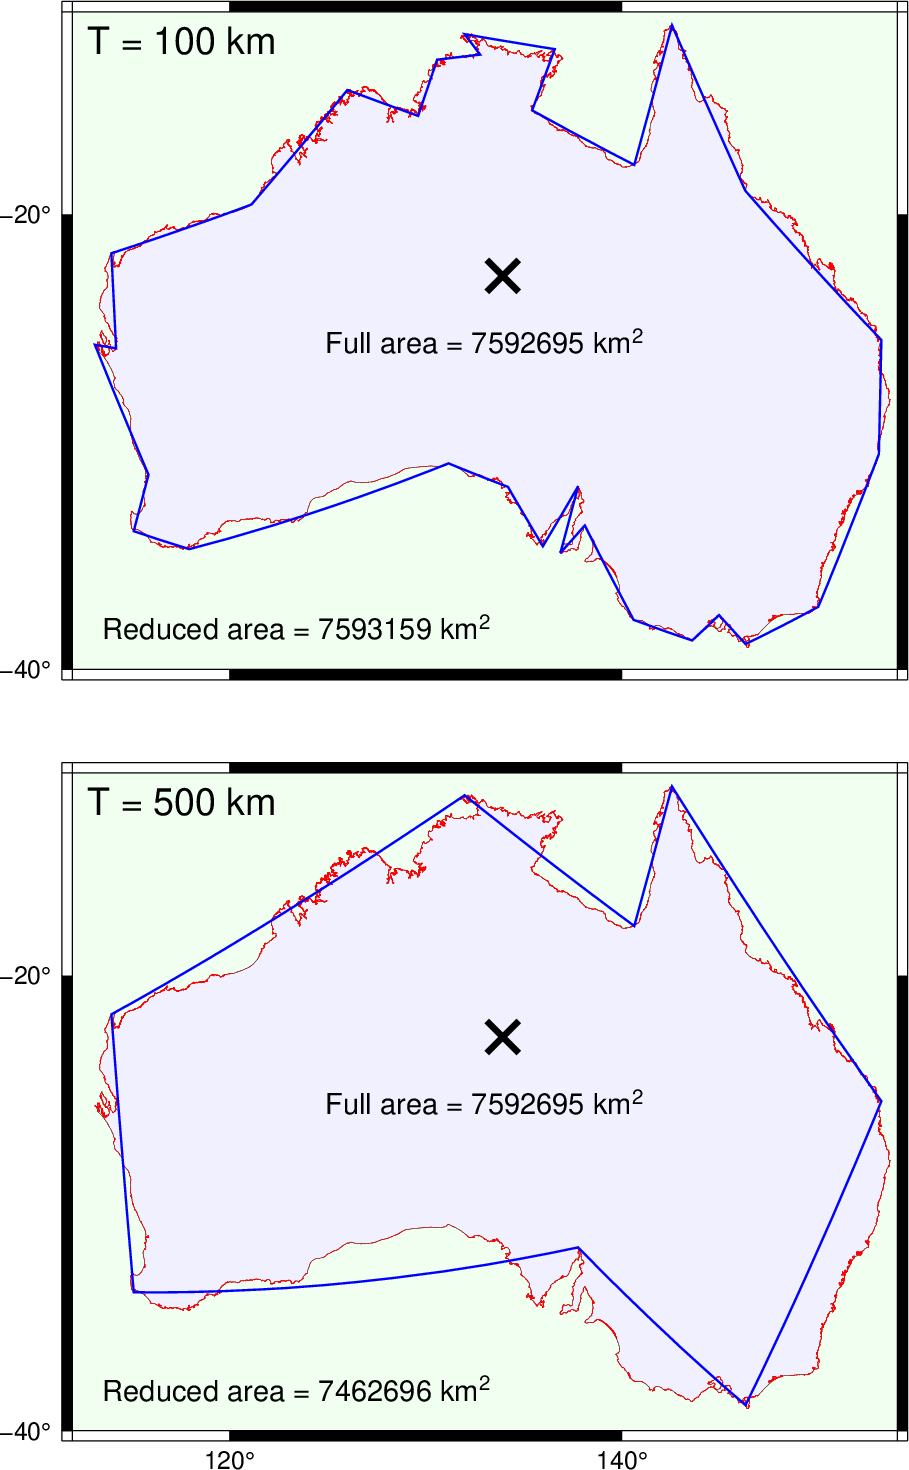 T = 100 km
−20°
Full area = 7592695 km²
Reduced area = 7593159 km²
−40°
T = 500 km
−20°
Full area = 7592695 km²
Reduced area = 7462696 km²
−40°
120° 140°